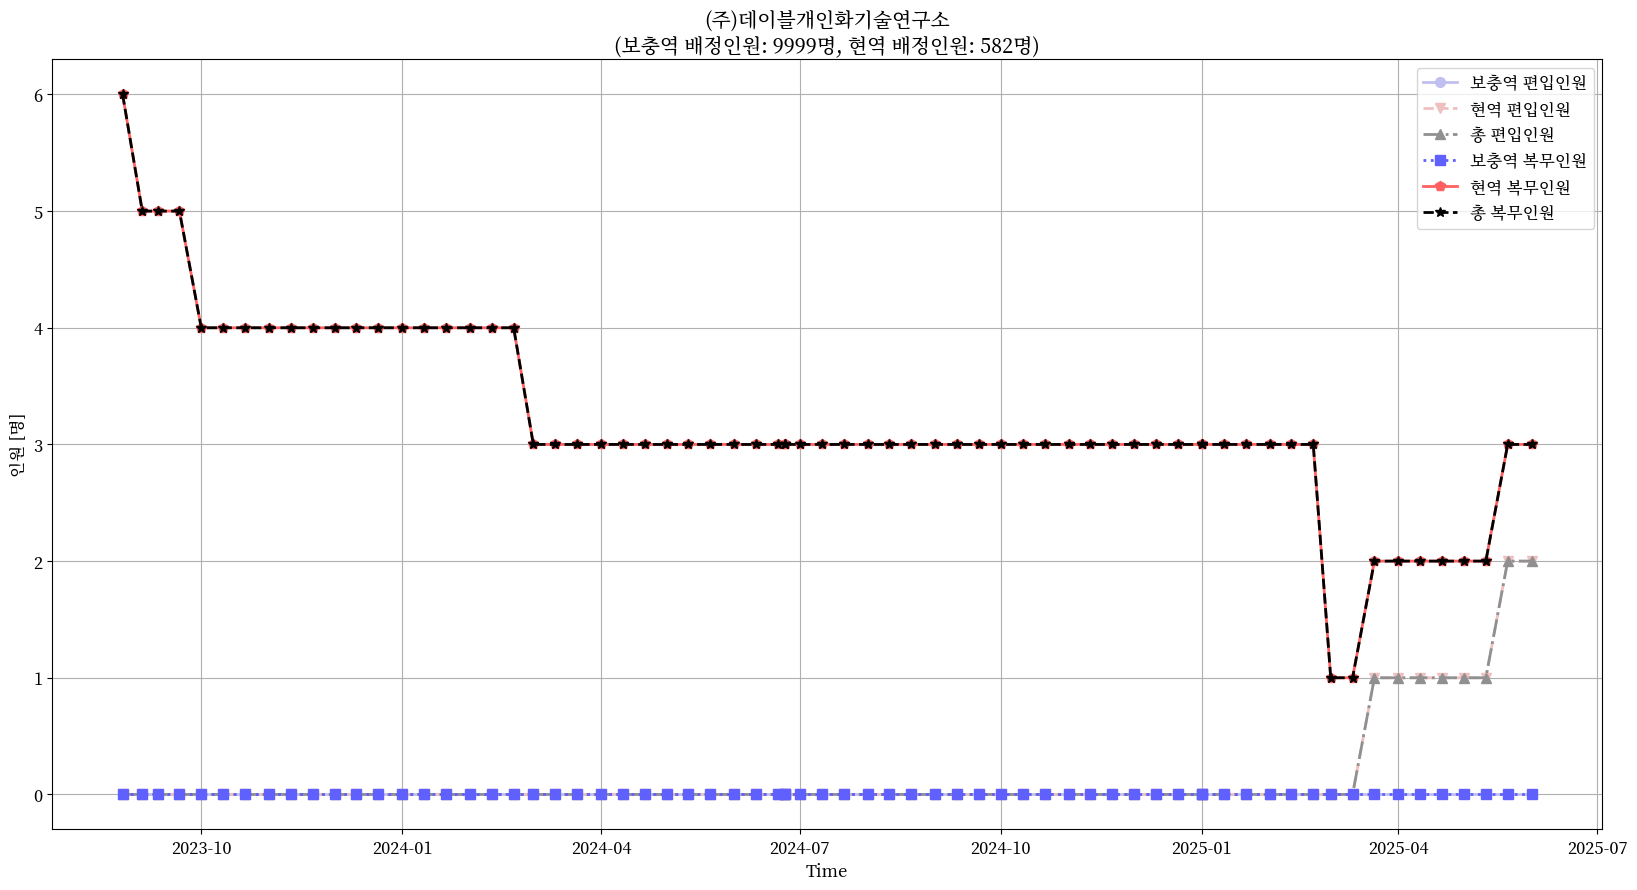 (주)데이블개인화기술연구소
(보충역 배정인원: 9999명, 현역 배정인원: 582명)
보충역 편입인원
현역 편입인원
총 편입인원
보충역 복무인원
현역 복무인원
총 복무인원
인원 [명]
6
5
4
3
2
1
0
2023-10
2024-01
2024-04
2024-07
2024-10
2025-01
2025-04
2025-07
Time